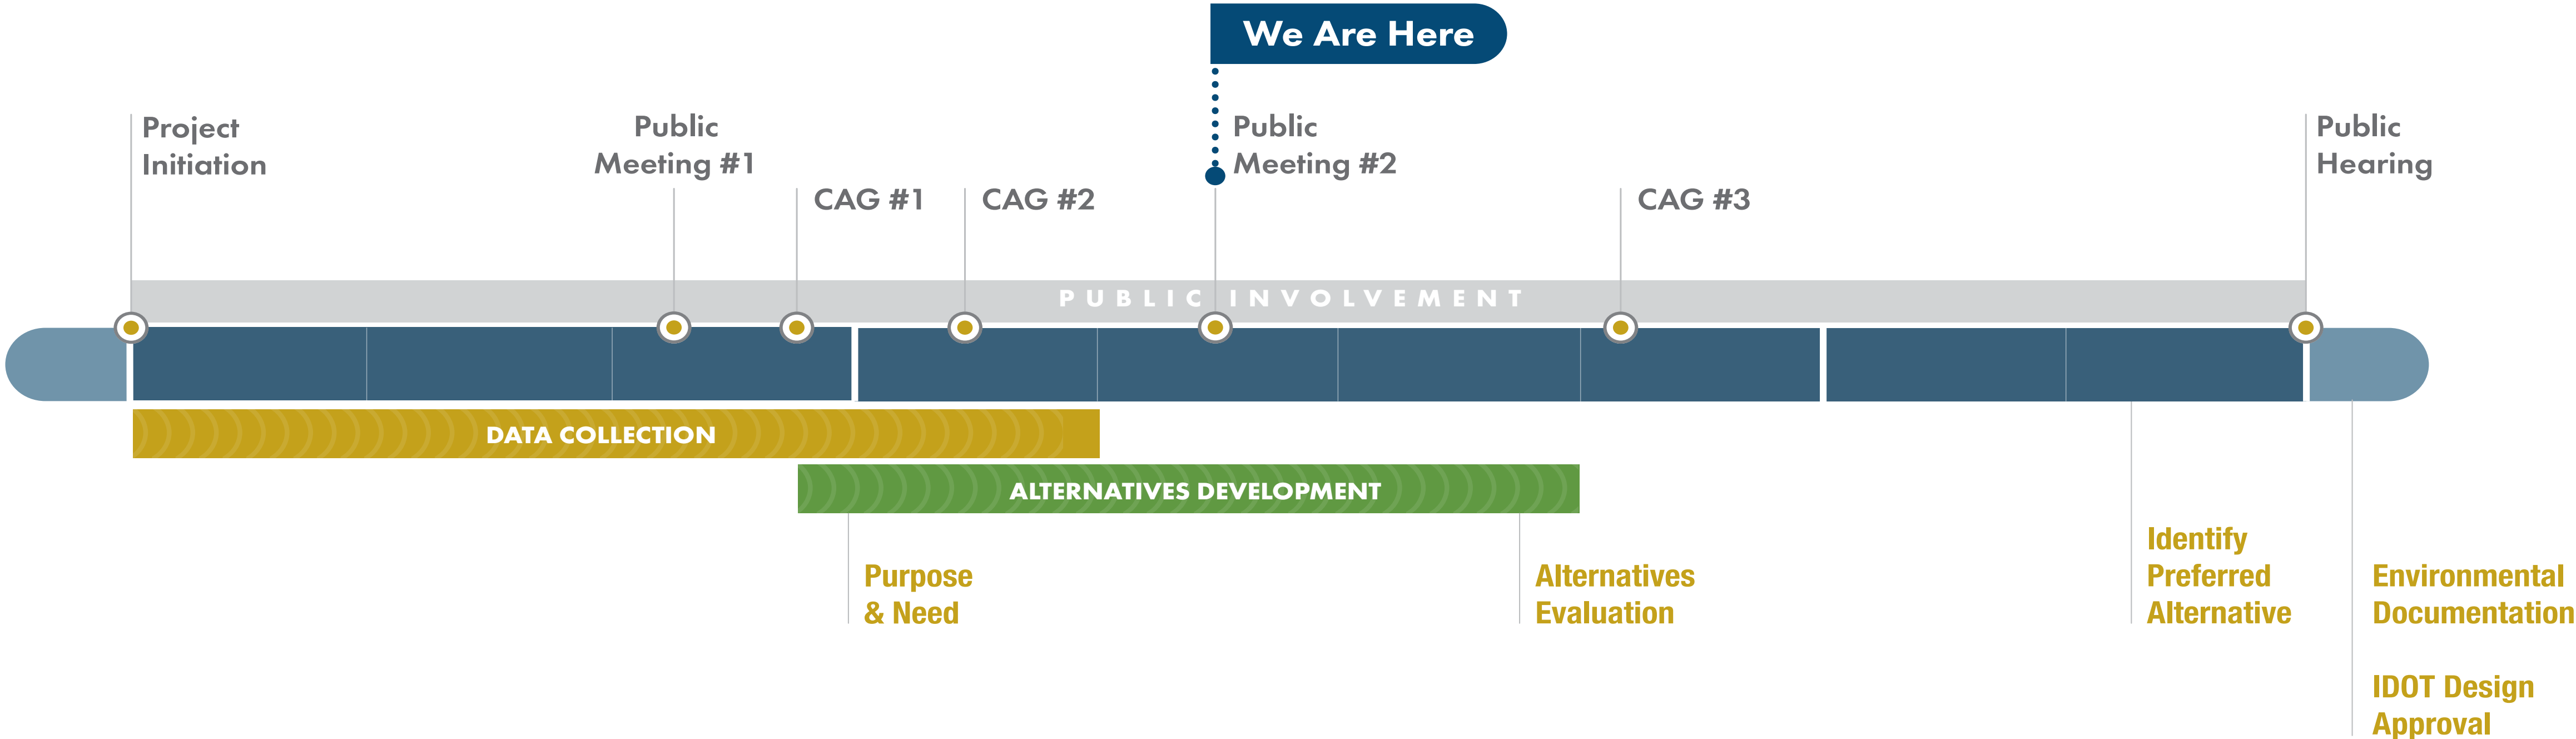 We Are Here
Project
Initiation
Public
Meeting #1
CAG #1
CAG #2
Public
Meeting #2
CAG #3
Public
Hearing
PUBLIC INVOLVEMENT
DATA COLLECTION
ALTERNATIVES DEVELOPMENT
Purpose
& Need
Alternatives
Evaluation
Identify
Preferred
Alternative
Environmental
Documentation
IDOT Design
Approval